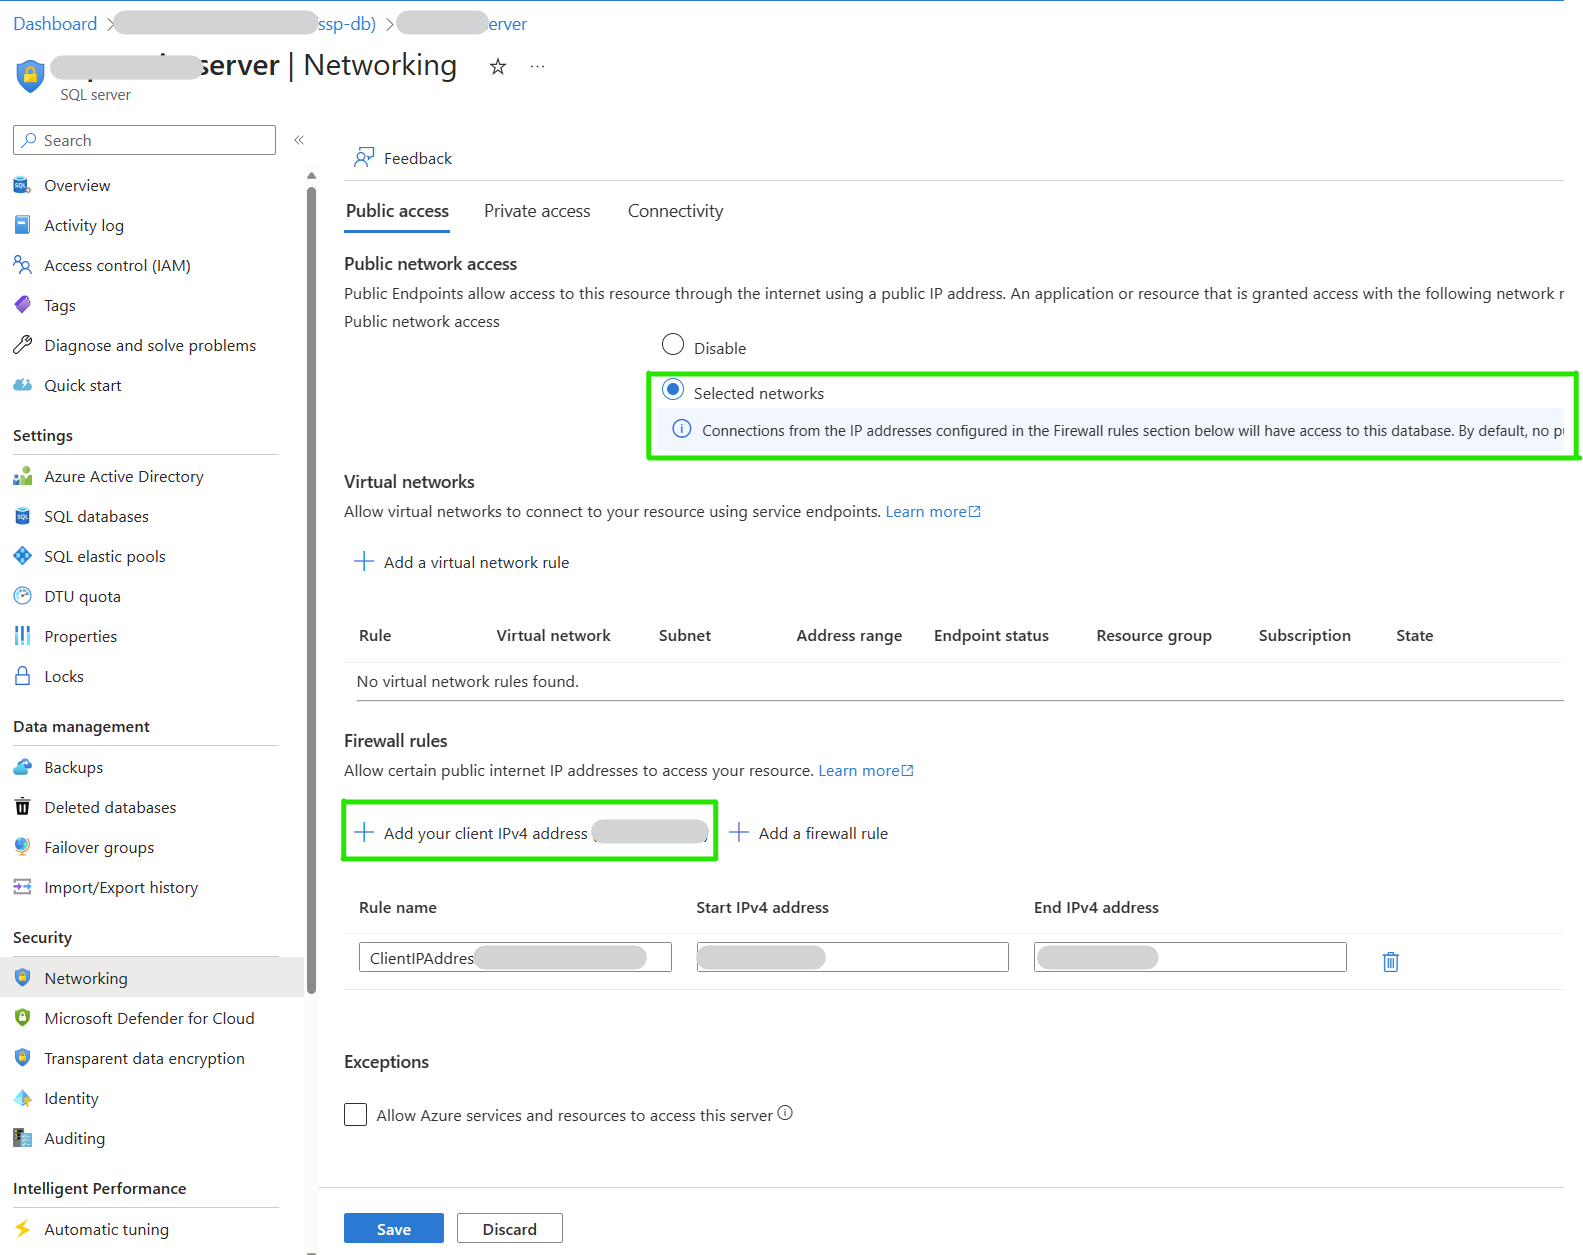 Dashboard > ssp-db) > erver
server | Networking
SQL server
Search
Overview
Activity log
Access control (IAM)
Tags
Diagnose and solve problems
Quick start
Settings
Azure Active Directory
SQL databases
SQL elastic pools
DTU quota
Properties
Locks
Data management
Backups
Deleted databases
Failover groups
Import/Export history
Security
Networking
Microsoft Defender for Cloud
Transparent data encryption
Identity
Auditing
Intelligent Performance
Automatic tuning
Feedback
Public access Private access Connectivity
Public network access
Public Endpoints allow access to this resource through the internet using a public IP address. An application or resource that is granted access with the following network r
Public network access
Disable
Selected networks
Connections from the IP addresses configured in the Firewall rules section below will have access to this database. By default, no p
Virtual networks
Allow virtual networks to connect to your resource using service endpoints. Learn more
Add a virtual network rule
Rule Virtual network Subnet Address range Endpoint status Resource group Subscription State
No virtual network rules found.
Firewall rules
Allow certain public internet IP addresses to access your resource. Learn more
Add your client IPv4 address Add a firewall rule
Rule name Start IPv4 address End IPv4 address
ClientIPAddres
Exceptions
Allow Azure services and resources to access this server
Save Discard